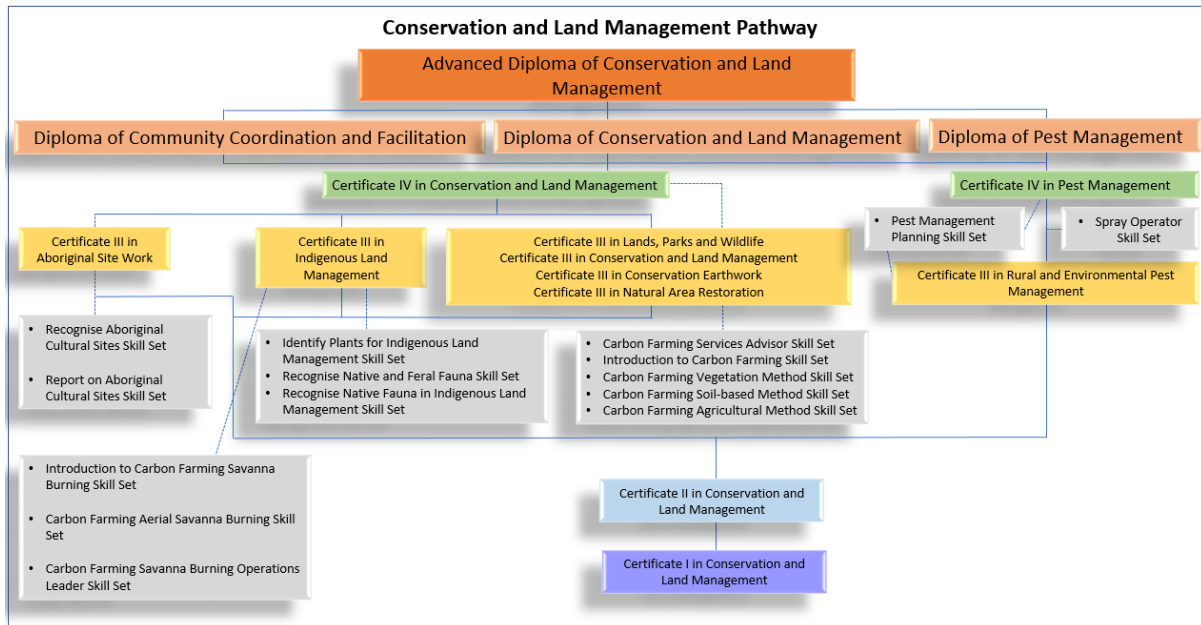 Conservation and Land Management Pathway
Advanced Diploma of Conservation and Land
Management
Diploma of Community Coordination and Facilitation
Diploma of Conservation and Land Management
Diploma of Pest Management
Certificate IV in Conservation and Land Management
Certificate IV in Pest Management
• Pest Management
Planning Skill Set
• Spray Operator
Skill Set
Certificate III in
Aboriginal Site Work
Certificate III in
Indigenous Land
Management
Certificate III in Lands, Parks and Wildlife
Certificate III in Conservation and Land Management
Certificate III in Conservation Earthwork
Certificate III in Natural Area Restoration
Certificate III in Rural and Environmental Pest
Management
• Recognise Aboriginal
Cultural Sites Skill Set
• Report on Aboriginal
Cultural Sites Skill Set
• Identify Plants for Indigenous Land
Management Skill Set
• Recognise Native and Feral Fauna Skill Set
• Recognise Native Fauna in Indigenous Land
Management Skill Set
• Carbon Farming Services Advisor Skill Set
• Introduction to Carbon Farming Skill Set
• Carbon Farming Vegetation Method Skill Set
• Carbon Farming Soil-based Method Skill Set
• Carbon Farming Agricultural Method Skill Set
• Introduction to Carbon Farming Savanna
Burning Skill Set
• Carbon Farming Aerial Savanna Burning Skill
Set
• Carbon Farming Savanna Burning Operations
Leader Skill Set
Certificate II in Conservation and
Land Management
Certificate I in Conservation and
Land Management